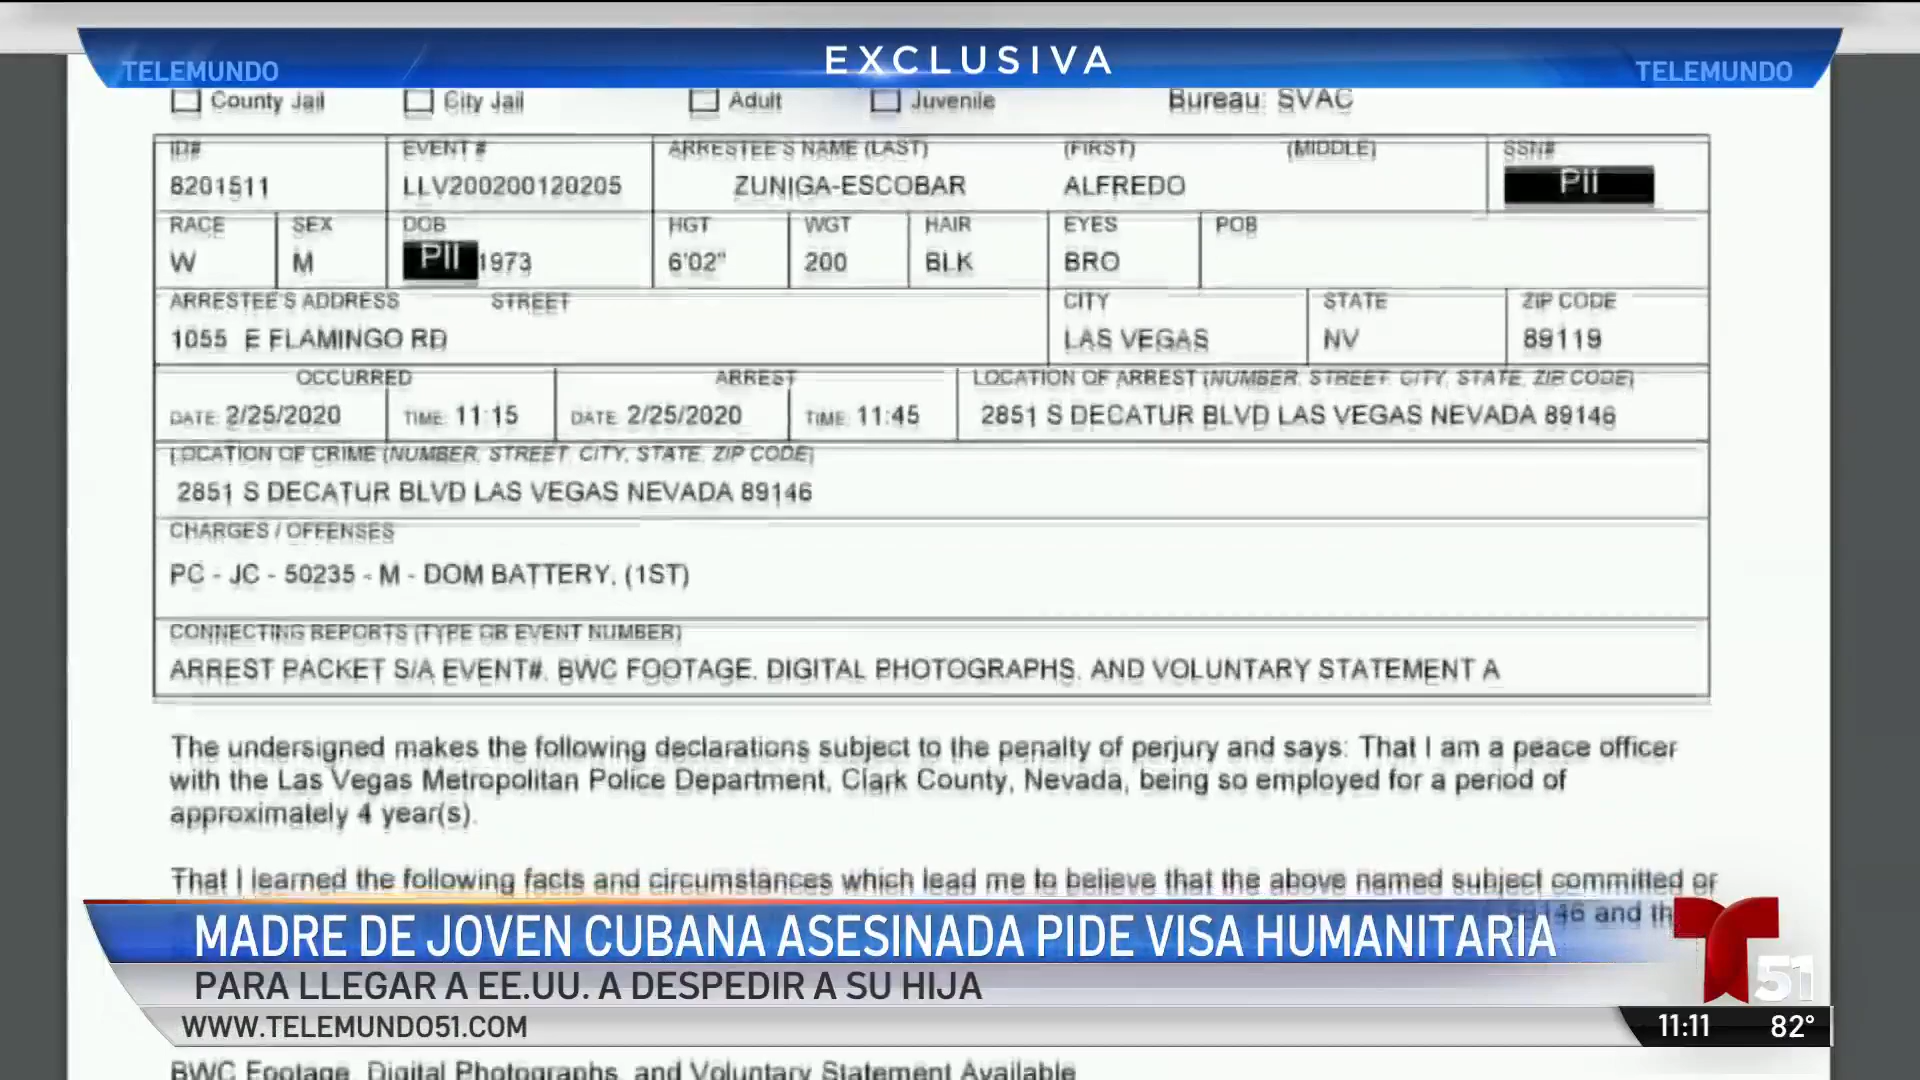 EXCLUSIVA
TELEMUNDO TELEMUNDO
County Jail City Jail Adult Juvenile Bureau: SVAC
ID# EVENT # ARRESTEE'S NAME (LAST) (FIRST) (MIDDLE) SSN#
8201511 LLV200200120205 ZUNIGA-ESCOBAR ALFREDO PII
RACE SEX DOB HGT WGT HAIR EYES POB
W M PII 1973 6'02" 200 BLK BRO
ARRESTEE'S ADDRESS STREET CITY STATE ZIP CODE
1055 E FLAMINGO RD LAS VEGAS NV 89119
OCCURRED ARREST LOCATION OF ARREST (NUMBER, STREET, CITY, STATE, ZIP CODE)
DATE: 2/25/2020 TIME: 11:15 DATE: 2/25/2020 TIME: 11:45 2851 S DECATUR BLVD LAS VEGAS NEVADA 89146
LOCATION OF CRIME (NUMBER, STREET, CITY, STATE, ZIP CODE)
2851 S DECATUR BLVD LAS VEGAS NEVADA 89146
CHARGES / OFFENSES
PC - JC - 50235 - M - DOM BATTERY, (1ST)
CONNECTING REPORTS (TYPE OR EVENT NUMBER)
ARREST PACKET S/A EVENT#, BWC FOOTAGE, DIGITAL PHOTOGRAPHS, AND VOLUNTARY STATEMENT A
The undersigned makes the following declarations subject to the penalty of perjury and says: That I am a peace officer
with the Las Vegas Metropolitan Police Department, Clark County, Nevada, being so employed for a period of
approximately 4 year(s).
That I learned the following facts and circumstances which lead me to believe that the above named subject committed or
and
MADRE DE JOVEN CUBANA ASESINADA PIDE VISA HUMANITARIA
PARA LLEGAR A EE.UU. A DESPEDIR A SU HIJA
51
WWW.TELEMUNDO51.COM
11:11 82°
BWC Footage, Digital Photographs, and Voluntary Statement Available